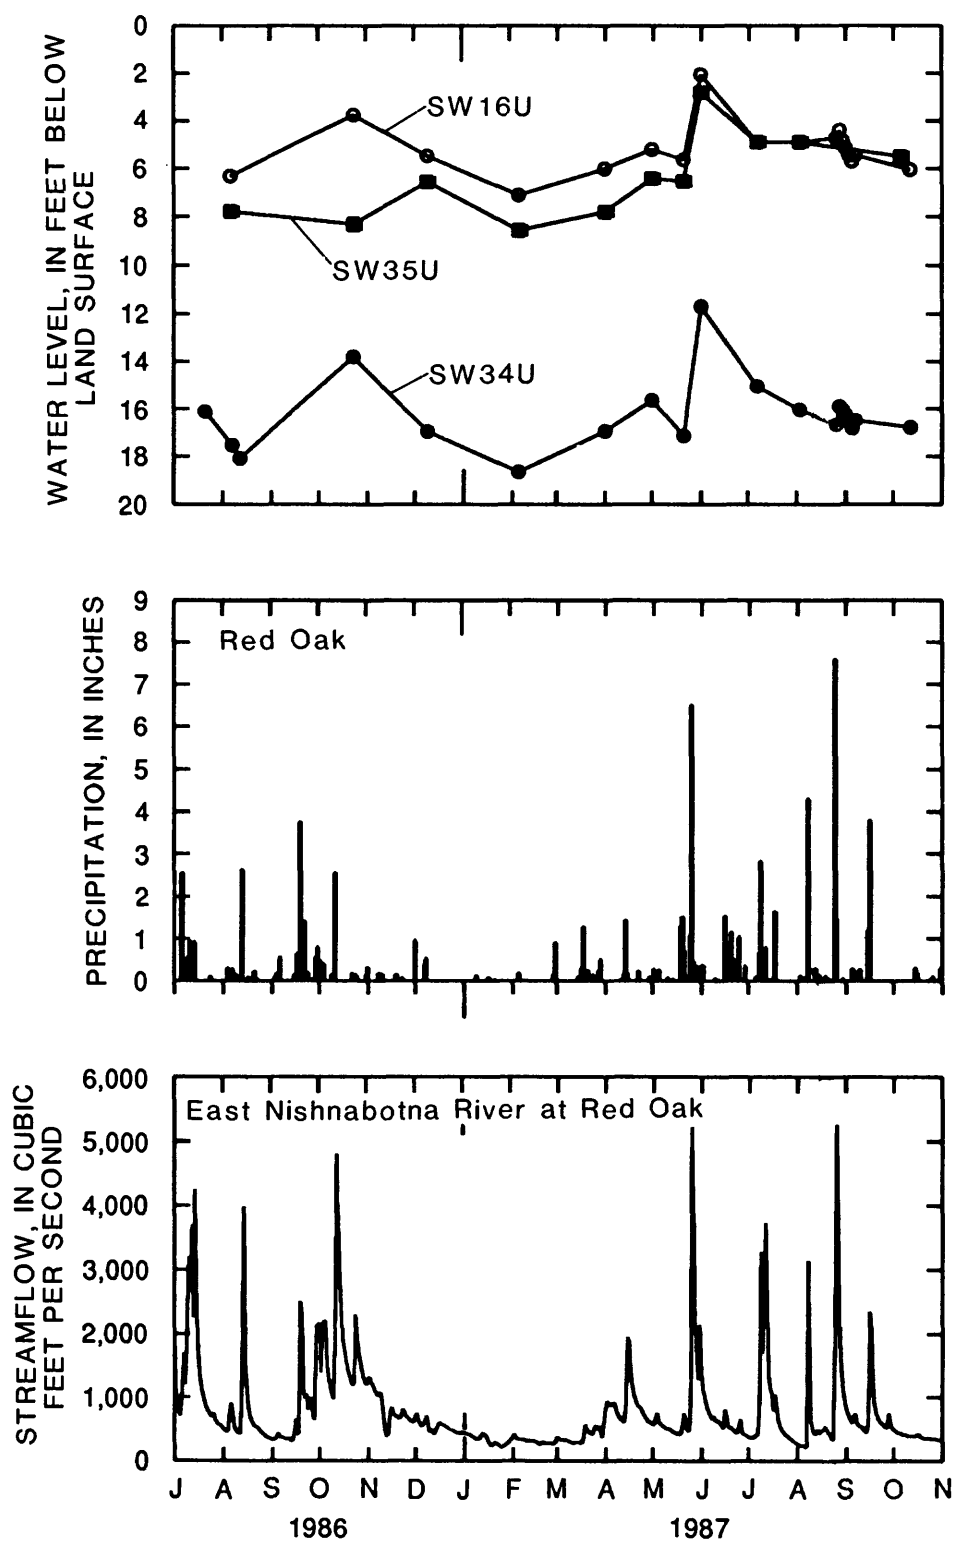 WATER LEVEL, IN FEET BELOW
LAND SURFACE
0
2
4
6
8
10
12
14
16
18
20
SW16U
SW35U
SW34U
PRECIPITATION, IN INCHES
9
8
7
6
5
4
3
2
1
0
Red Oak
STREAMFLOW, IN CUBIC
FEET PER SECOND
6,000
5,000
4,000
3,000
2,000
1,000
0
East Nishnabotna River at Red Oak
J A S O N D J F M A M J J A S O N
1986 1987